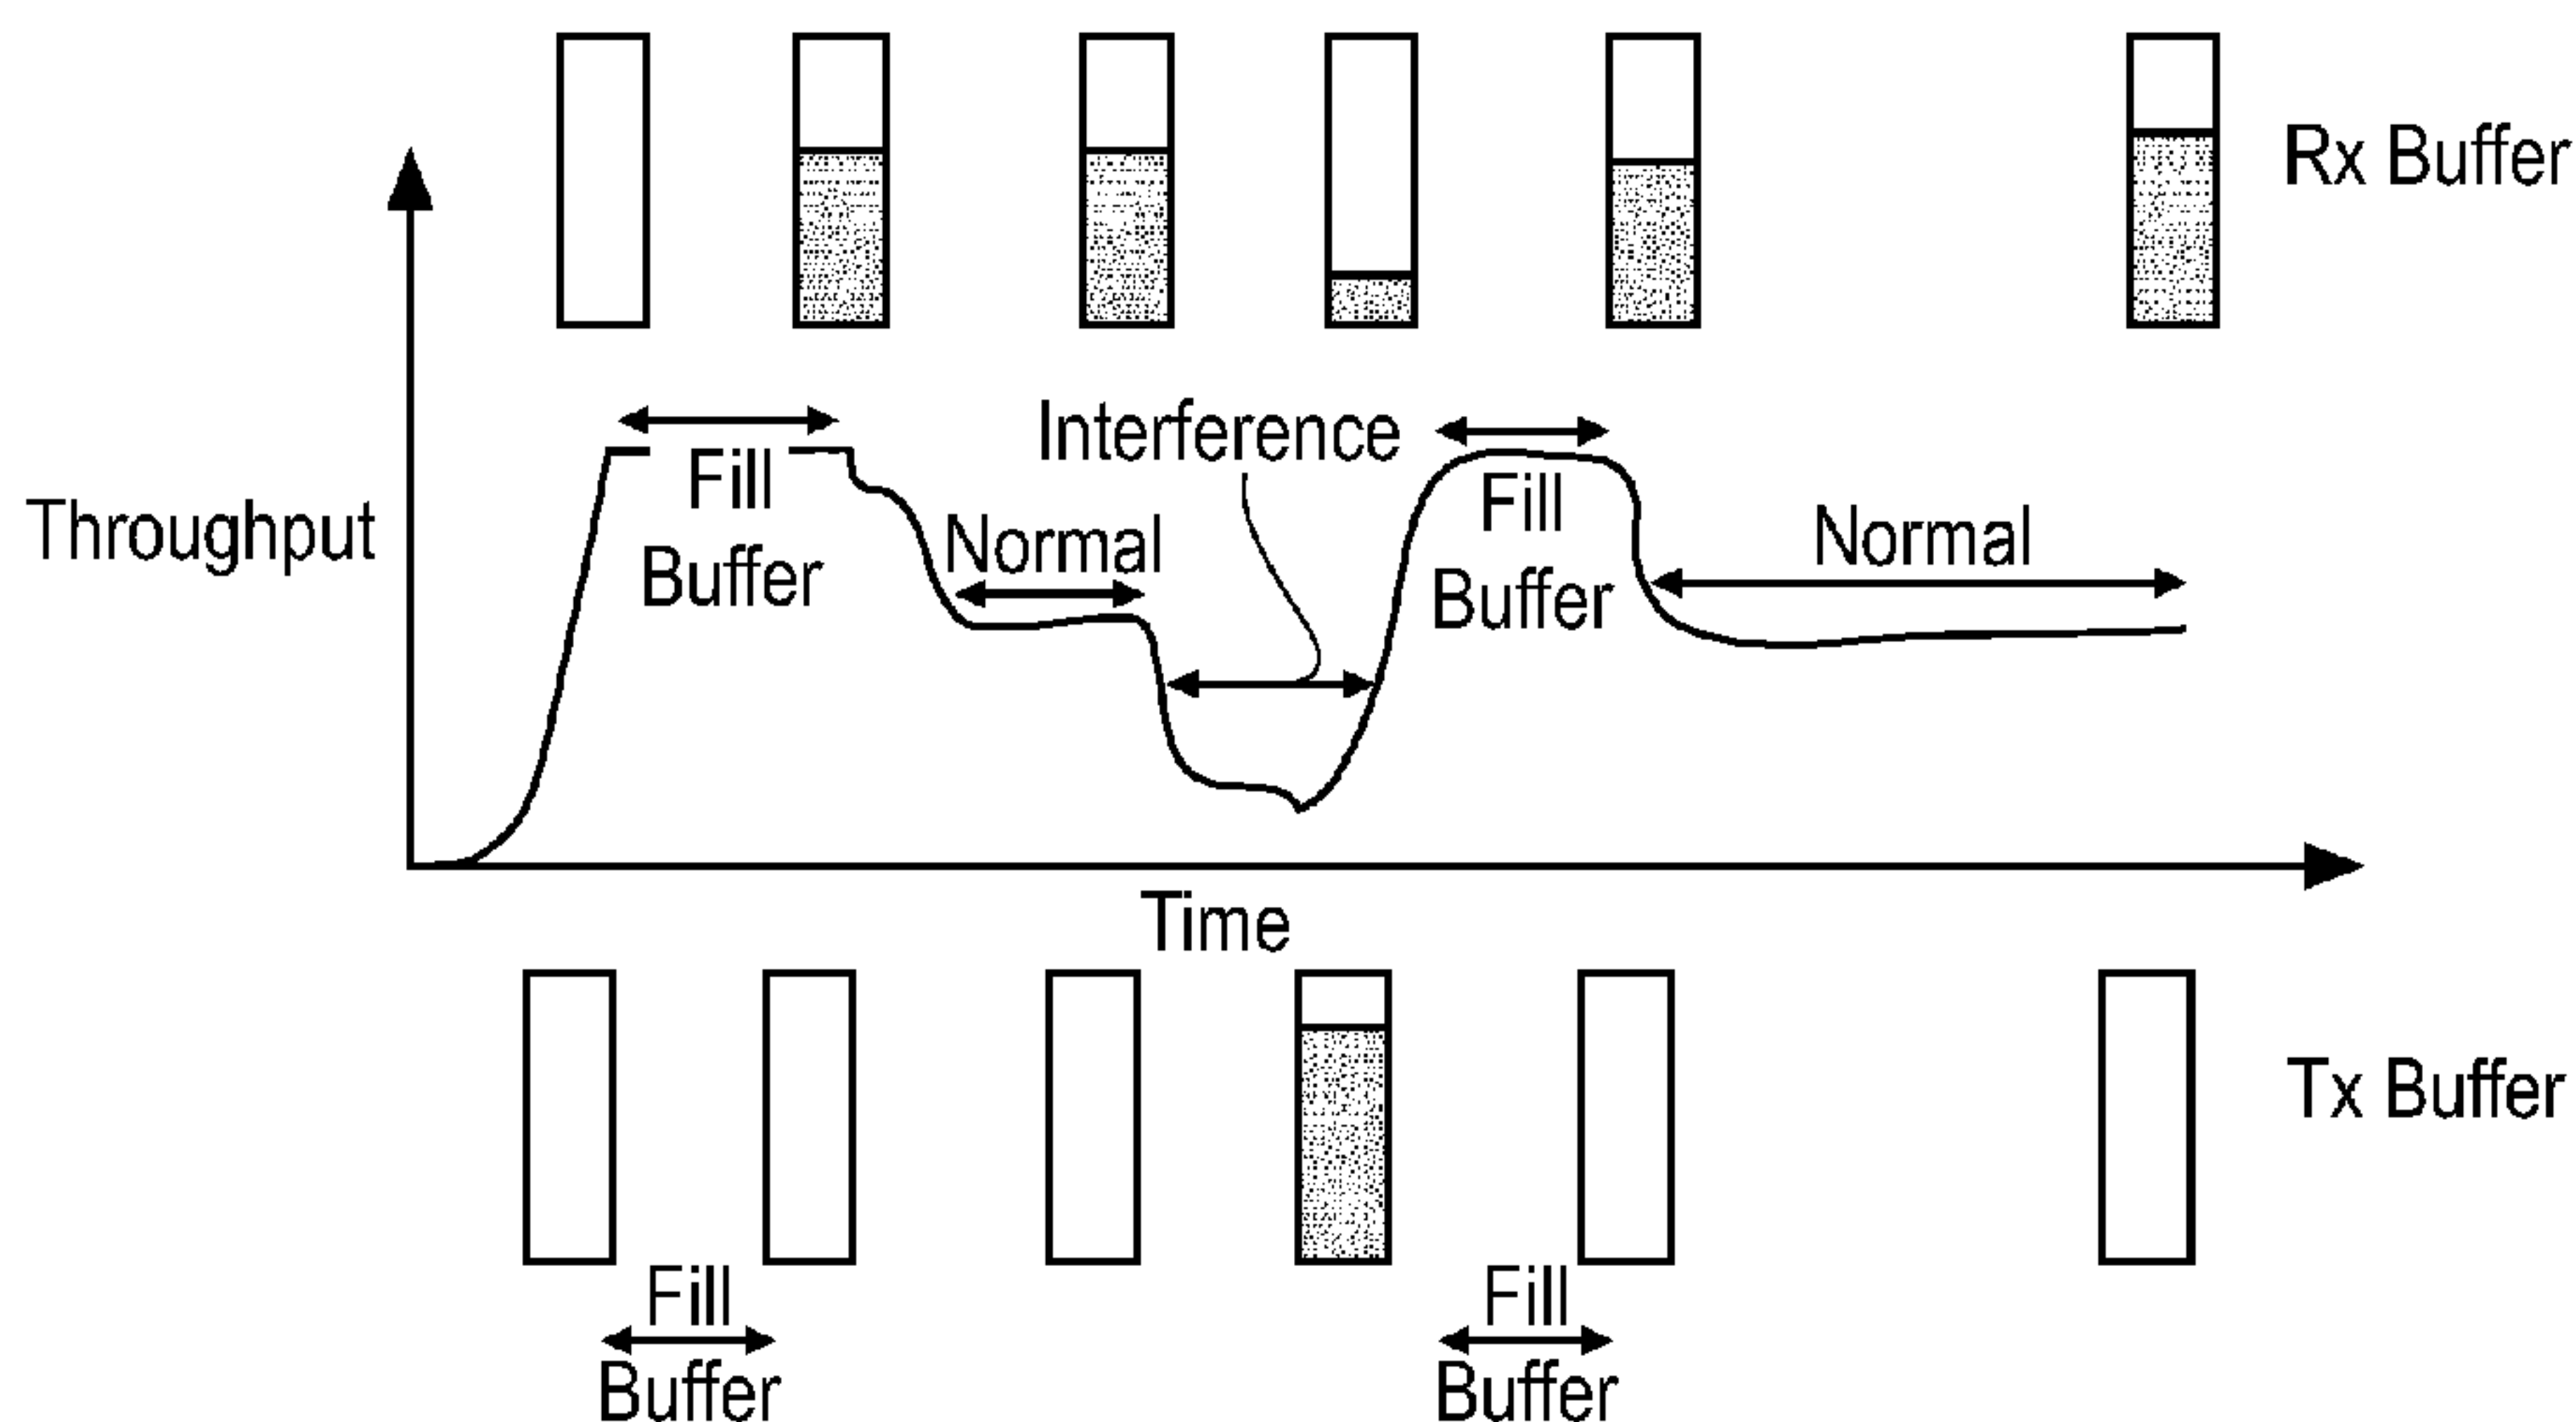 Rx Buffer
Interference
Fill
Buffer
Fill
Buffer
Throughput
Normal
Normal
Time
Tx Buffer
Fill
Buffer
Fill
Buffer